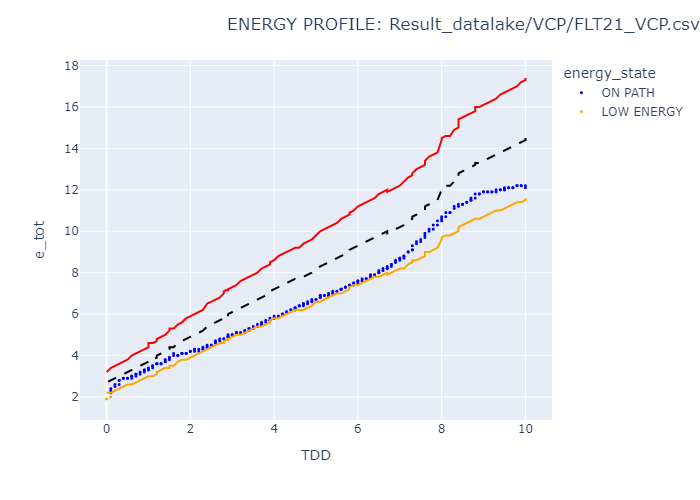 ENERGY PROFILE: Result_datalake/VCP/FLT21_VCP.csv
energy_state
ON PATH
LOW ENERGY
18
16
14
12
10
8
6
4
2
e_tot
0 2 4 6 8 10
TDD